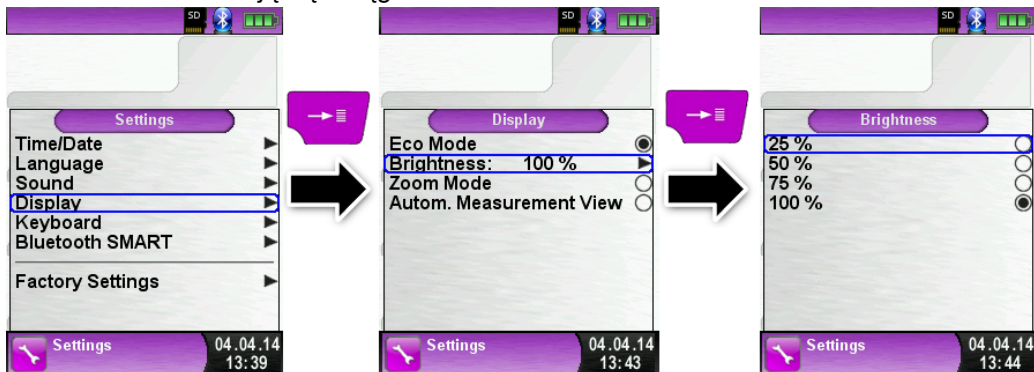 SD
Settings
Time/Date
Language
Sound
Display
Keyboard
Bluetooth SMART
Factory Settings
Settings
04.04.14
13:39
SD
Display
Eco Mode
Brightness: 100 %
Zoom Mode
Autom. Measurement View
Settings
04.04.14
13:43
SD
Brightness
25 %
50 %
75 %
100 %
Settings
04.04.14
13:44